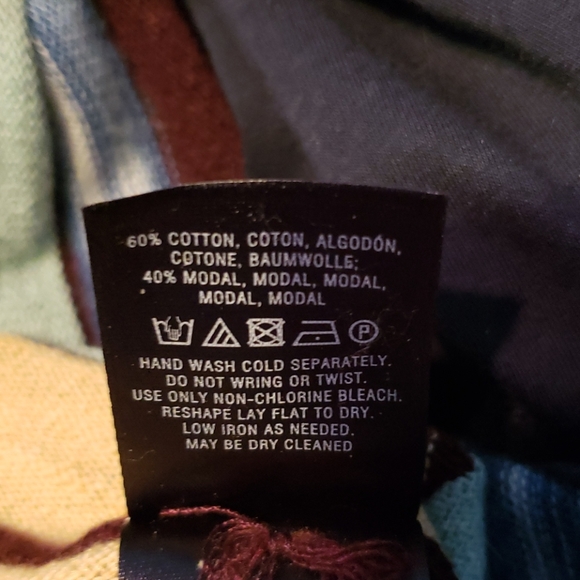 60% COTTON, COTON, ALGODÓN,
COTONE, BAUMWOLLE;
40% MODAL, MODAL, MODAL,
MODAL, MODAL
P
HAND WASH COLD SEPARATELY.
DO NOT WRING OR TWIST.
USE ONLY NON-CHLORINE BLEACH.
RESHAPE LAY FLAT TO DRY.
LOW IRON AS NEEDED.
MAY BE DRY CLEANED